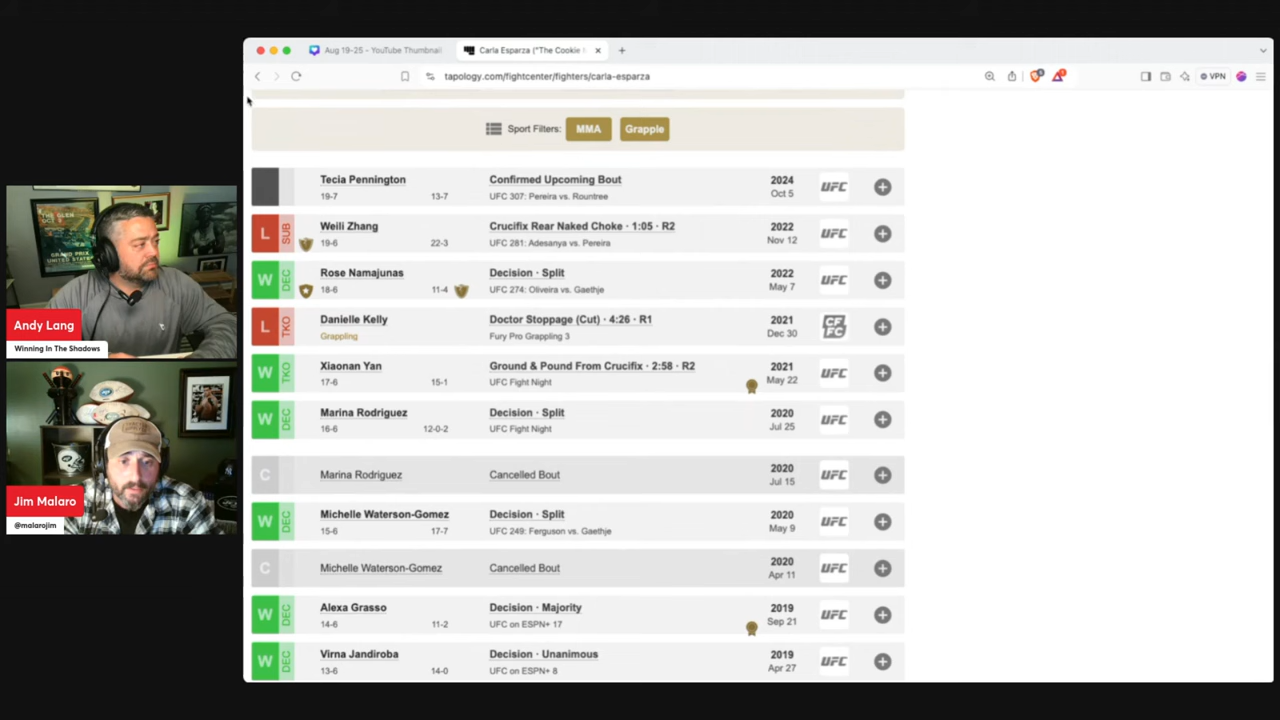 Aug 19-25 - YouTube Thumbnail
Carla Esparza ("The Cookie
tapology.com/fightcenter/fighters/carla-esparza
VPN
Sport Filters: MMA Grapple
Tecia Pennington Confirmed Upcoming Bout 2024
19-7 13-7 UFC 307: Pereira vs. Rountree Oct 5
UFC
L SUB Weili Zhang Crucifix Rear Naked Choke · 1:05 · R2 2022
19-6 22-3 UFC 281: Adesanya vs. Pereira Nov 12
UFC
W DEC Rose Namajunas Decision · Split 2022
18-6 11-4 UFC 274: Oliveira vs. Gaethje May 7
UFC
L TKO Danielle Kelly Doctor Stoppage (Cut) · 4:26 · R1 2021
Grappling Fury Pro Grappling 3 Dec 30
CFFC
W TKO Xiaonan Yan Ground & Pound From Crucifix · 2:58 · R2 2021
17-6 15-1 UFC Fight Night May 22
UFC
W DEC Marina Rodriguez Decision · Split 2020
16-6 12-0-2 UFC Fight Night Jul 25
UFC
C Marina Rodriguez Cancelled Bout 2020
Jul 15
UFC
W DEC Michelle Waterson-Gomez Decision · Split 2020
15-6 17-7 UFC 249: Ferguson vs. Gaethje May 9
UFC
C Michelle Waterson-Gomez Cancelled Bout 2020
Apr 11
UFC
W DEC Alexa Grasso Decision · Majority 2019
14-6 11-2 UFC on ESPN+ 17 Sep 21
UFC
W DEC Virna Jandiroba Decision · Unanimous 2019
13-6 14-0 UFC on ESPN+ 8 Apr 27
UFC
Andy Lang
Winning In The Shadows
Jim Malaro
@malarojim